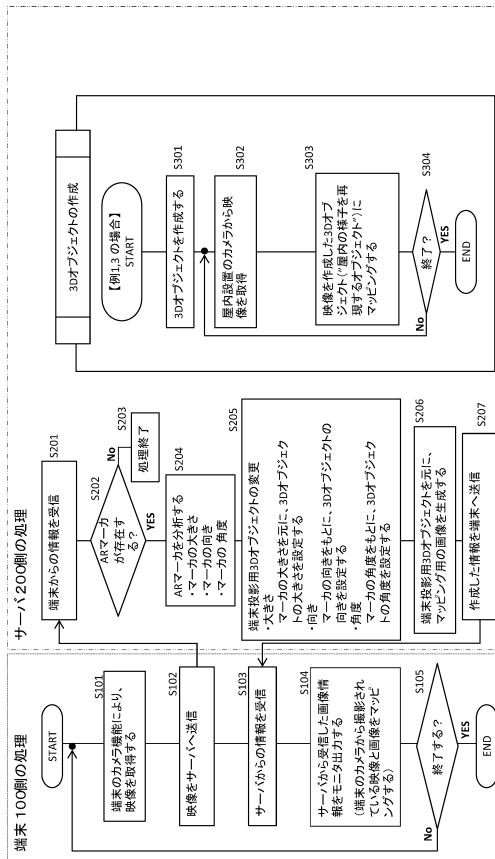 端末 100側の処理
START
S101
端末のカメラ機能により、
映像を取得する
S102
映像をサーバへ送信
S103
サーバからの情報を受信
S104
サーバから受信した画像情
報をモニタ出力する
(端末のカメラから撮影され
ている映像と画像をマッピ
ングする)
S105
終了する?
No
YES
END
サーバ 200側の処理
S201
端末からの情報を受信
S202
ARマーカ
が存在す
る?
No
S203
処理終了
YES
S204
ARマーカを分析する
・マーカの大きさ
・マーカの向き
・マーカの 角度
S205
端末投影用3Dオブジェクトの変更
・大きさ
マーカの大きさを元に、3Dオブジェク
トの大きさを設定する
・向き
マーカの向きをもとに、3Dオブジェクトの
向きを設定する
・角度
マーカの角度をもとに、3Dオブジェク
トの角度を設定する
S206
端末投影用3Dオブジェクトを元に、
マッピング用の画像を生成する
S207
作成した情報を端末へ送信
3Dオブジェクトの作成
【例1,3 の場合】
START
S301
3Dオブジェクトを作成する
S302
屋内設置のカメラから映
像を取得
S303
映像を作成した3Dオブ
ジェクト("屋内の様子を再
現するオブジェクト")に
マッピングする
S304
終了?
No
YES
END